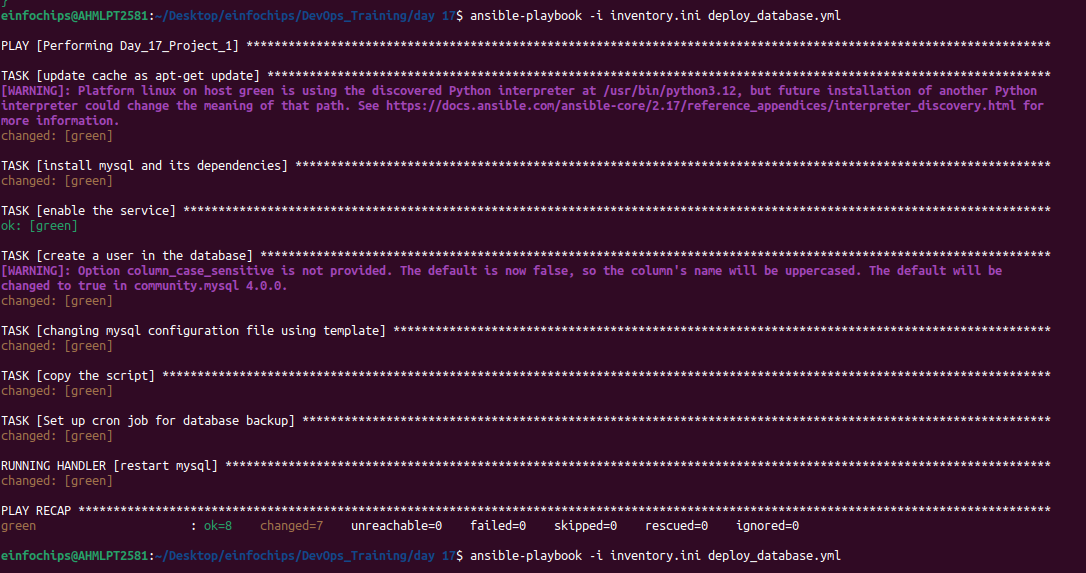 }
einfochips@AHMLPT2581:~/Desktop/einfochips/DevOps_Training/day 17$ ansible-playbook -i inventory.ini deploy_database.yml
PLAY [Performing Day_17_Project_1] *******************************************************************************************************************
TASK [update cache as apt-get update] ****************************************************************************************************************
[WARNING]: Platform linux on host green is using the discovered Python interpreter at /usr/bin/python3.12, but future installation of another Python
interpreter could change the meaning of that path. See https://docs.ansible.com/ansible-core/2.17/reference_appendices/interpreter_discovery.html for
more information.
changed: [green]
TASK [install mysql and its dependencies] ************************************************************************************************************
changed: [green]
TASK [enable the service] ****************************************************************************************************************************
ok: [green]
TASK [create a user in the database] *****************************************************************************************************************
[WARNING]: Option column_case_sensitive is not provided. The default is now false, so the column's name will be uppercased. The default will be
changed to true in community.mysql 4.0.0.
changed: [green]
TASK [changing mysql configuration file using template] **********************************************************************************************
changed: [green]
TASK [copy the script] *******************************************************************************************************************************
changed: [green]
TASK [Set up cron job for database backup] ***********************************************************************************************************
changed: [green]
RUNNING HANDLER [restart mysql] **********************************************************************************************************************
changed: [green]
PLAY RECAP *******************************************************************************************************************************************
green                      : ok=8    changed=7    unreachable=0    failed=0    skipped=0    rescued=0    ignored=0
einfochips@AHMLPT2581:~/Desktop/einfochips/DevOps_Training/day 17$ ansible-playbook -i inventory.ini deploy_database.yml